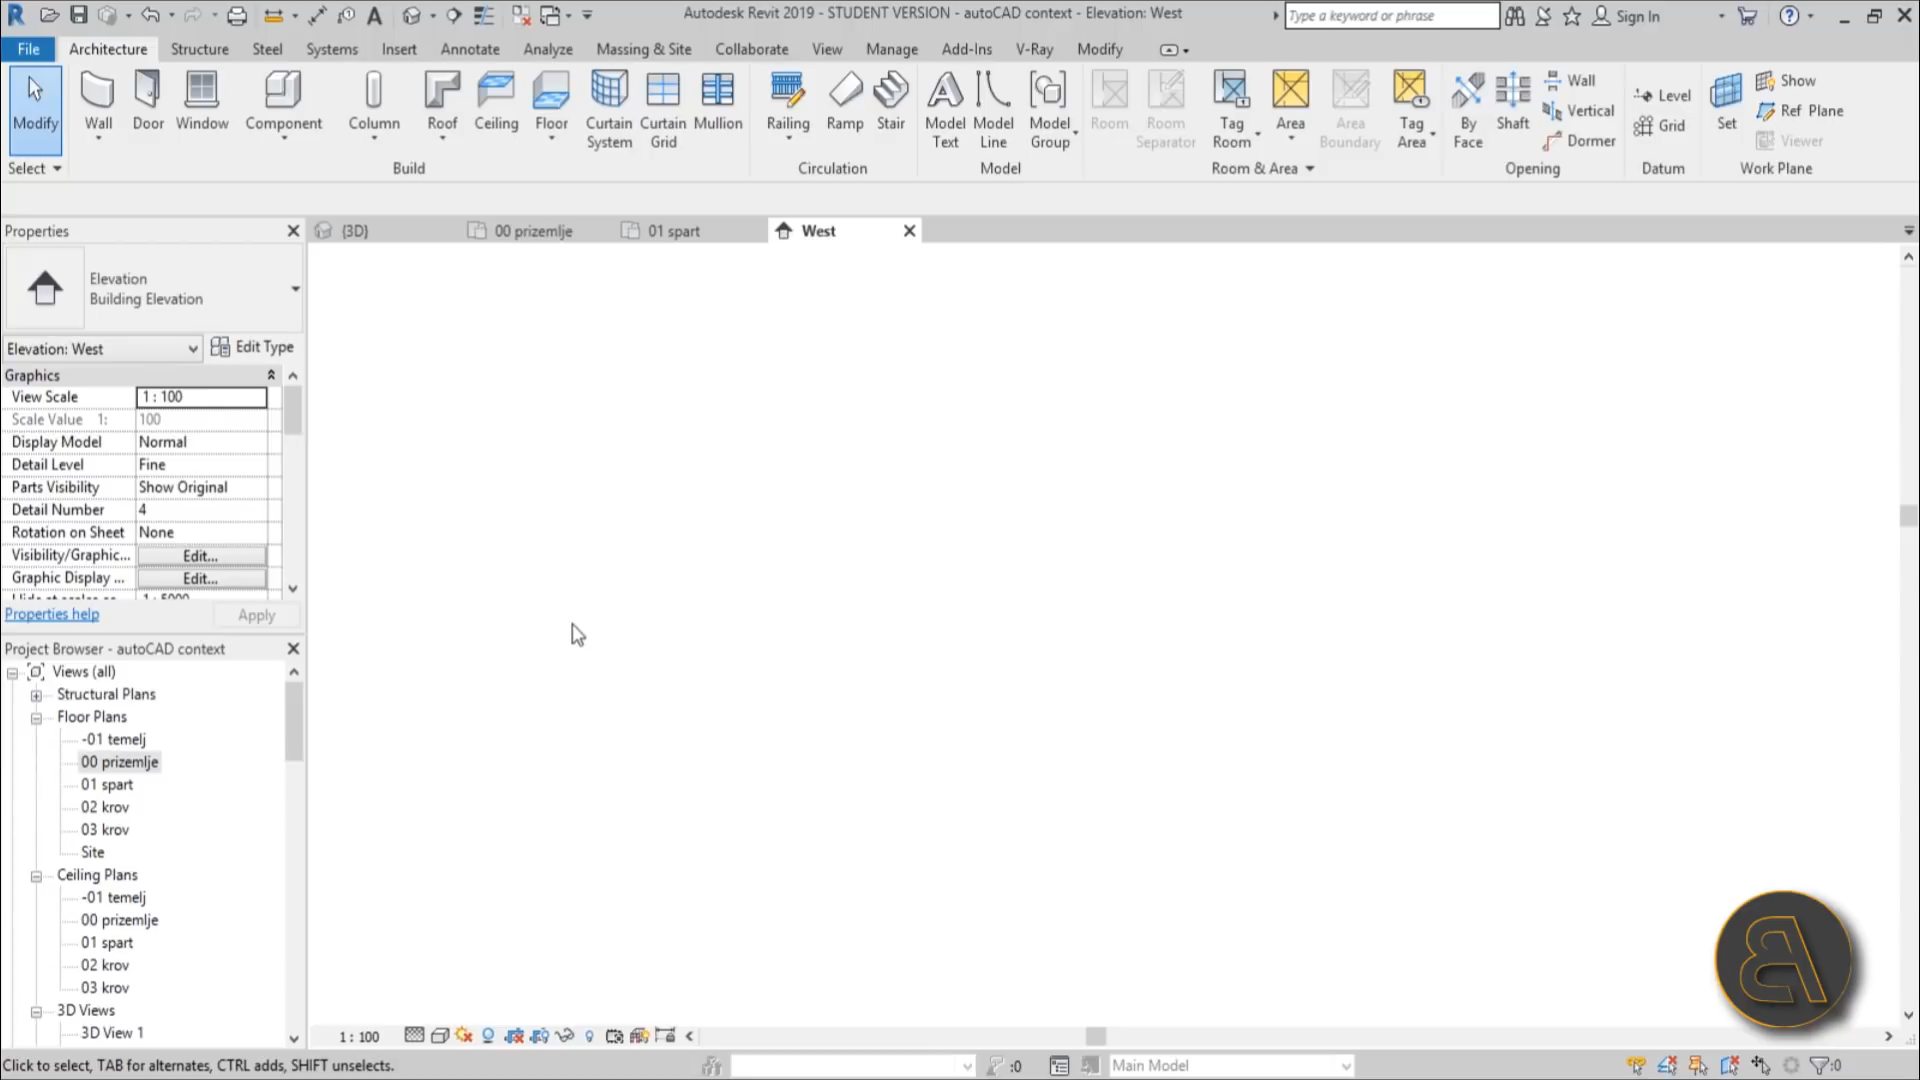 Autodesk Revit 2019 - STUDENT VERSION - autoCAD context - Elevation: West
Type a keyword or phrase
Sign In
File Architecture Structure Steel Systems Insert Annotate Analyze Massing & Site Collaborate View Manage Add-Ins V-Ray Modify
Modify
Wall
Door
Window
Component
Column
Roof
Ceiling
Floor
Curtain System
Curtain Grid
Mullion
Railing
Ramp
Stair
Model Text
Model Line
Model Group
Room
Room Separator
Tag Room
Area
Area Boundary
Tag Area
By Face
Shaft
Wall
Vertical
Dormer
Level
Grid
Set
Show
Ref Plane
Viewer
Select
Build
Circulation
Model
Room & Area
Opening
Datum
Work Plane
Properties
{3D}
00 prizemlje
01 spart
West
Elevation
Building Elevation
Elevation: West
Edit Type
Graphics
View Scale 1 : 100
Scale Value 1: 100
Display Model Normal
Detail Level Fine
Parts Visibility Show Original
Detail Number 4
Rotation on Sheet None
Visibility/Graphic... Edit...
Graphic Display ... Edit...
1 : 5000
Properties help
Apply
Project Browser - autoCAD context
Views (all)
Structural Plans
Floor Plans
-01 temelj
00 prizemlje
01 spart
02 krov
03 krov
Site
Ceiling Plans
-01 temelj
00 prizemlje
01 spart
02 krov
03 krov
3D Views
3D View 1
1 : 100
Click to select, TAB for alternates, CTRL adds, SHIFT unselects.
:0
Main Model
:0